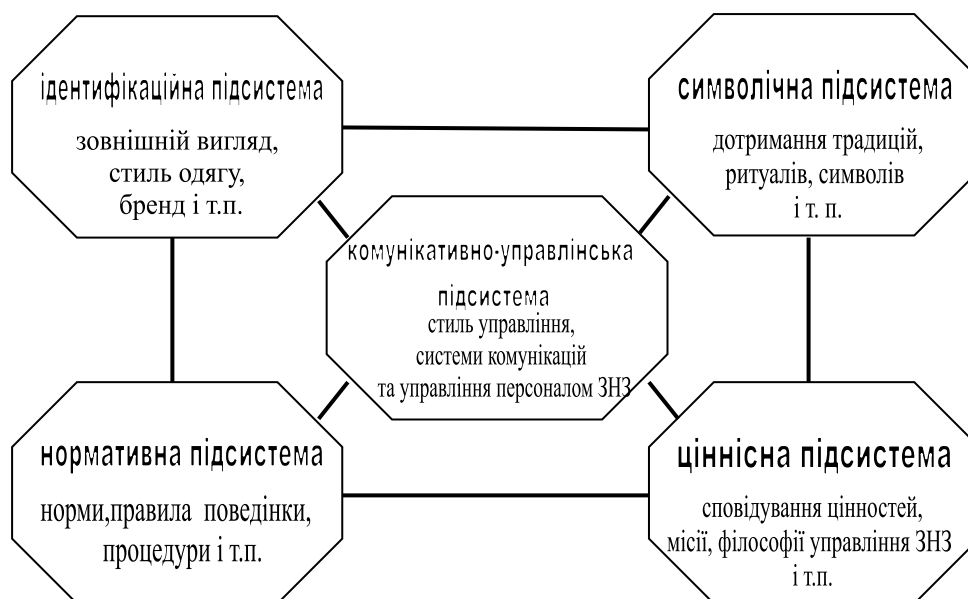 ідентифікаційна підсистема
зовнішній вигляд,
стиль одягу,
бренд і т.п.
символічна підсистема
дотримання традицій,
ритуалів, символів
і т. п.
комунікативно-управлінська
підсистема
стиль управління,
системи комунікацій
та управління персоналом ЗНЗ
нормативна підсистема
норми,правила поведінки,
процедури і т.п.
ціннісна підсистема
сповідування цінностей,
місії, філософії управління ЗНЗ
і т.п.